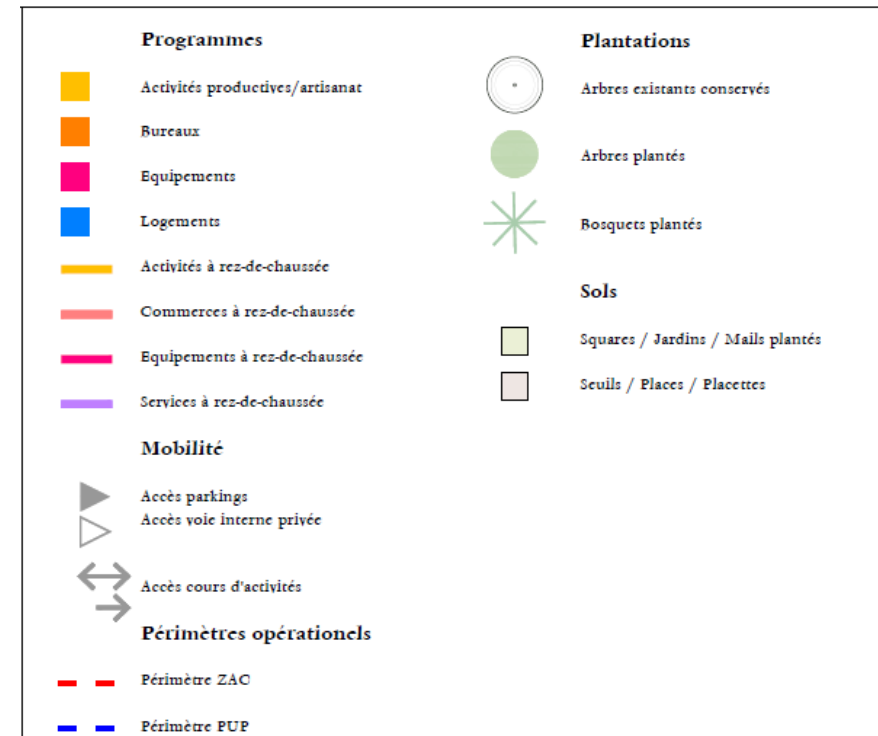 Programmes
Activités productives/artisanat
Bureaux
Equipements
Logements
Activités à rez-de-chaussée
Commerces à rez-de-chaussée
Equipements à rez-de-chaussée
Services à rez-de-chaussée
Mobilité
Accès parkings
Accès voie interne privée
Accès cours d'activités
Périmètres opérationels
Périmètre ZAC
Périmètre PUP
Plantations
Arbres existants conservés
Arbres plantés
Bosquets plantés
Sols
Squares / Jardins / Mails plantés
Seuils / Places / Placettes